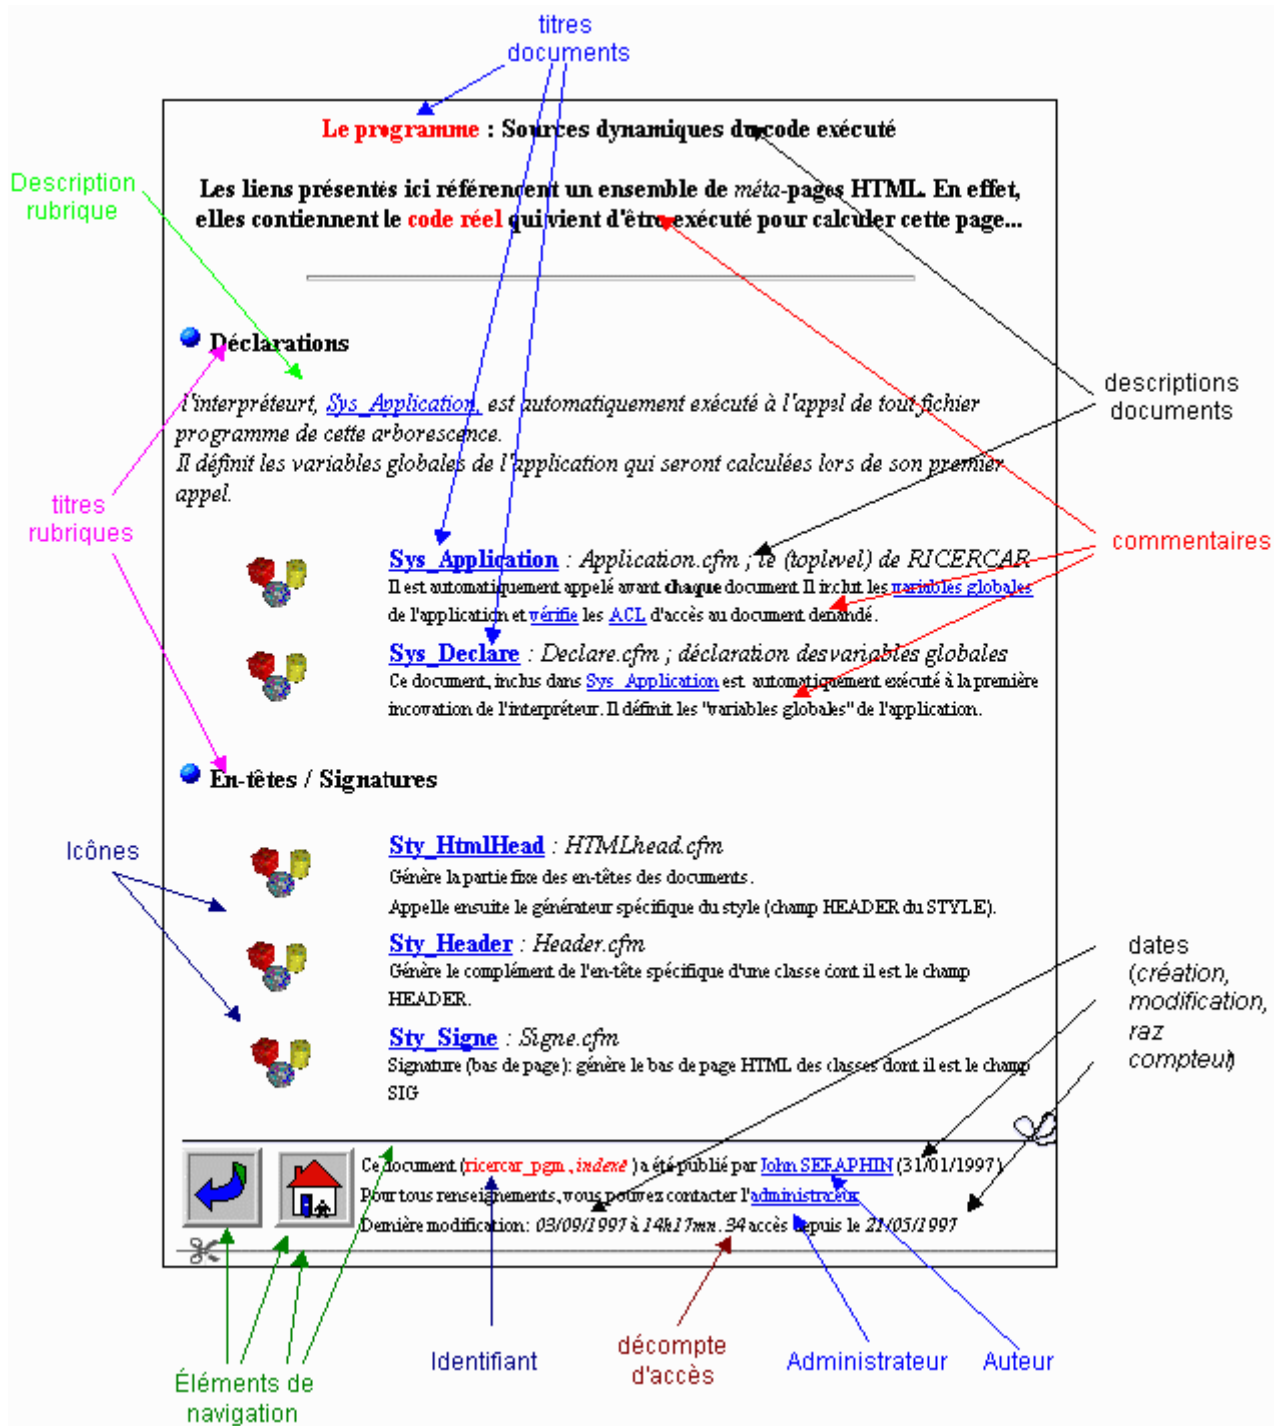 titres
documents
Le programme : Sources dynamiques du code exécuté
Description
rubrique
Les liens présentés ici référencent un ensemble de méta-pages HTML. En effet,
elles contiennent le code réel qui vient d'être exécuté pour calculer cette page...
Déclarations
descriptions
documents
l'interpréteurt, Sys_Application, est automatiquement exécuté à l'appel de tout fichier
programme de cette arborescence.
Il définit les variables globales de l'application qui seront calculées lors de son premier
appel.
titres
rubriques
commentaires
Sys_Application : Application.cfm ; le (toplevel) de RICERCAR
Il est automatiquement appelé avant chaque document Il inclut les variables globales
de l'application et vérifie les ACL d'accès au document demandé.
Sys_Declare : Declare.cfm ; déclaration desvariables globales
Ce document, inclus dans Sys_Application est automatiquement exécuté à la première
incovation de l'interpréteur. Il définit les "variables globales" de l'application.
En-têtes / Signatures
Icônes
Sty_HtmlHead : HTMLhead.cfm
Génère la partie fixe des en-têtes des documents.
Appelle ensuite le générateur spécifique du style (champ HEADER du STYLE).
Sty_Header : Header.cfm
Génère le complément de l'en-tête spécifique d'une classe dont il est le champ
HEADER.
dates
(création,
modification,
raz
compteur)
Sty_Signe : Signe.cfm
Signature (bas de page): génère le bas de page HTML des classes dont il est le champ
SIG
Ce document (ricercar_pgm , indexé ) a été publié par John SERAPHIN (31/01/1997)
Pour tous renseignements, vous pouvez contacter l'administrateur
Dernière modification: 03/09/1997 à 14h17mn. 34 accès depuis le 21/05/1997
Identifiant
décompte
d'accès
Administrateur
Auteur
Éléments de
navigation